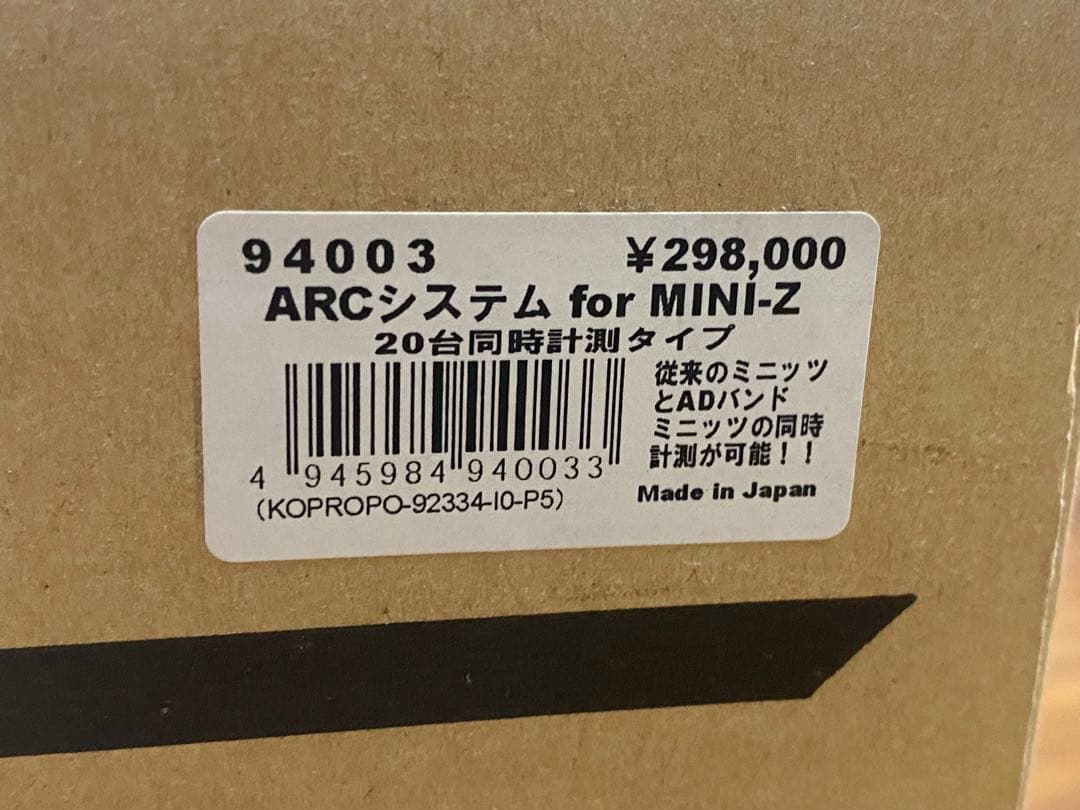 94003 ¥298,000
ARCシステム for MINI-Z
20台同時計測タイプ
従来のミニッツ
とADバンド
ミニッツの同時
計測が可能！！
4 945984 940033
(KOPROPO-92334-I0-P5)
Made in Japan